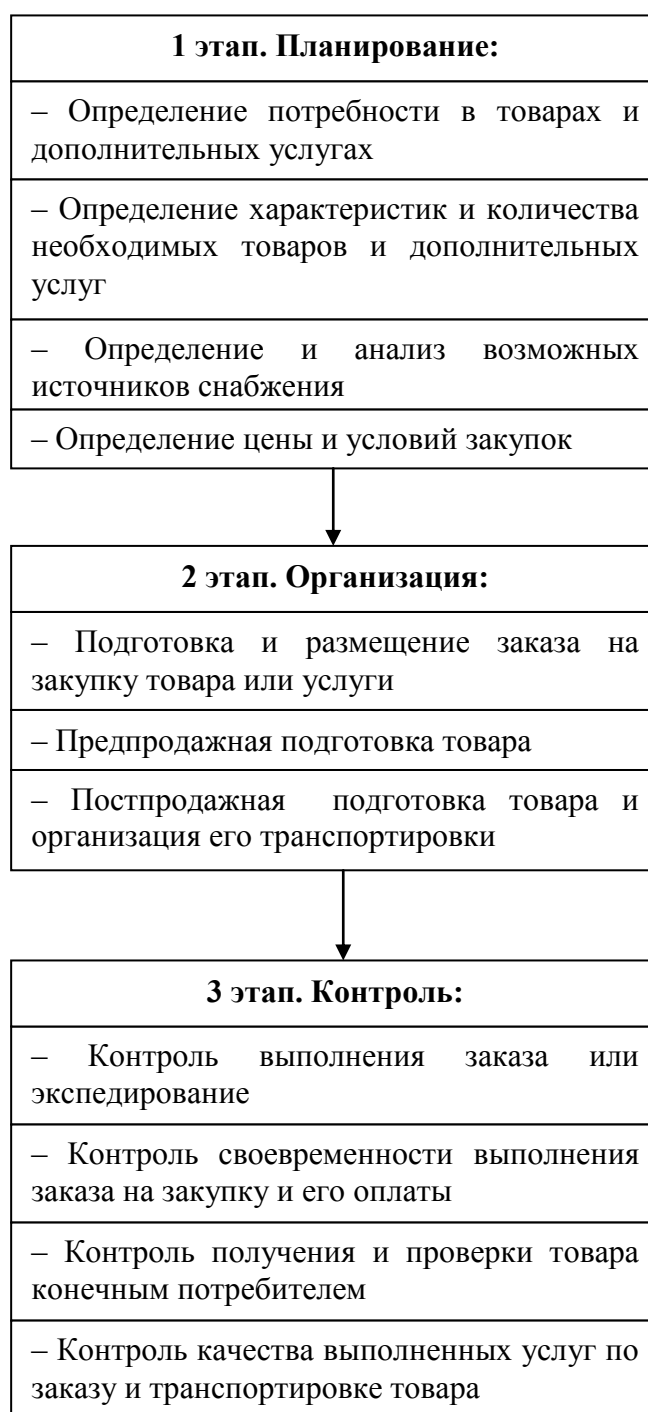 1 этап. Планирование:
– Определение потребности в товарах и
дополнительных услугах
– Определение характеристик и количества
необходимых товаров и дополнительных
услуг
– Определение и анализ возможных
источников снабжения
– Определение цены и условий закупок
2 этап. Организация:
– Подготовка и размещение заказа на
закупку товара или услуги
– Предпродажная подготовка товара
– Постпродажная подготовка товара и
организация его транспортировки
3 этап. Контроль:
– Контроль выполнения заказа или
экспедирование
– Контроль своевременности выполнения
заказа на закупку и его оплаты
– Контроль получения и проверки товара
конечным потребителем
– Контроль качества выполненных услуг по
заказу и транспортировке товара